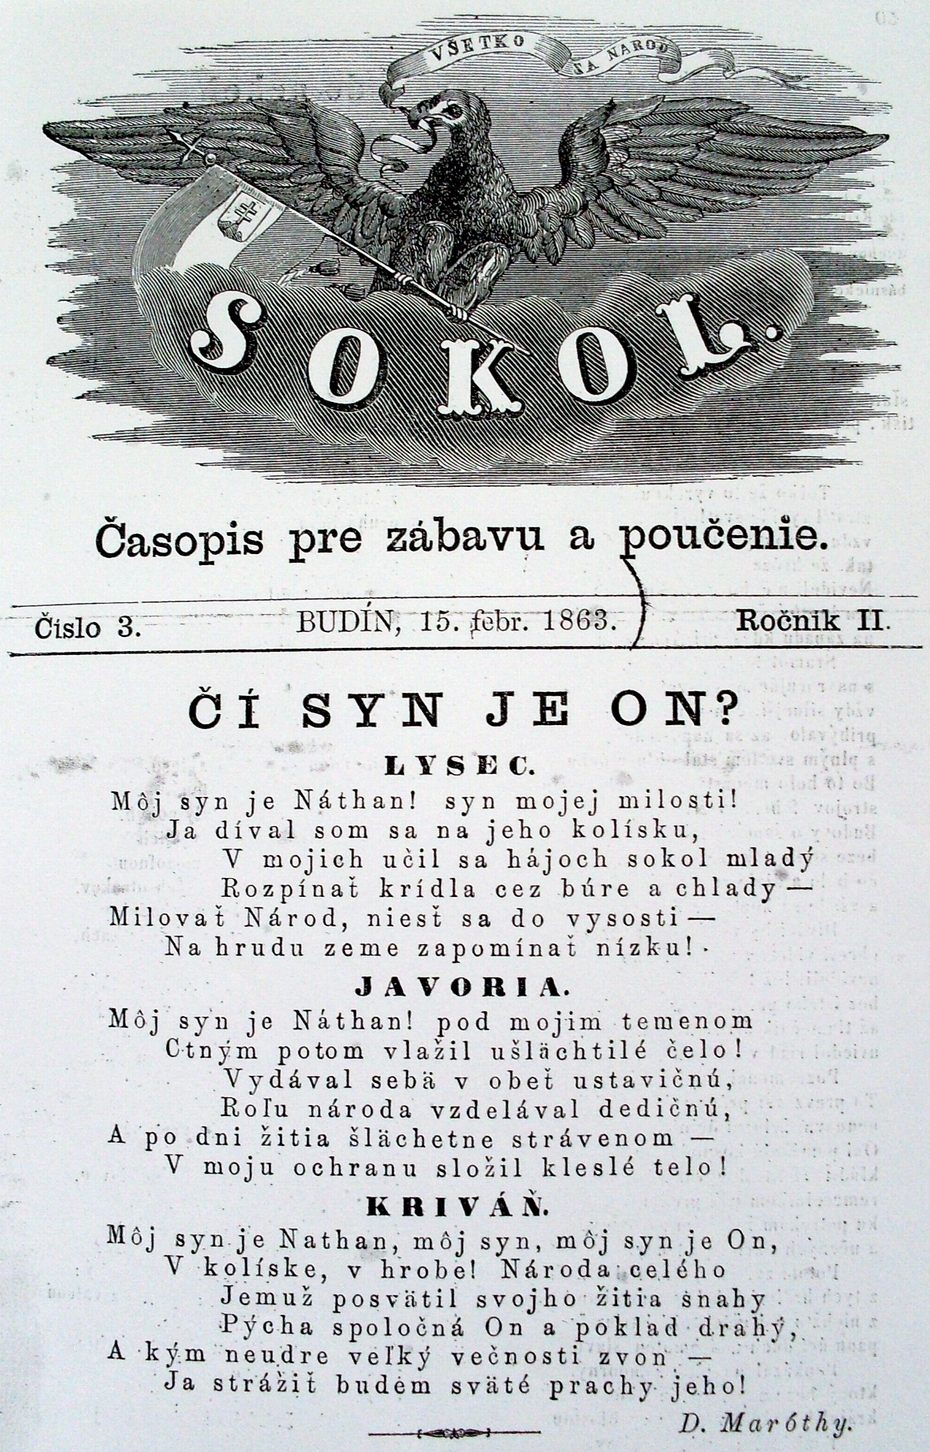 VŠETKO ZA NÁROD
SOKOL.
Časopis pre zábavu a poučenie.
Číslo 3. BUDÍN, 15. febr. 1863. Ročník II.
ČÍ SYN JE ON?
LYSEC.
Môj syn je Náthan! syn mojej milosti!
Ja díval som sa na jeho kolísku,
V mojich učil sa hájoch sokol mladý
Rozpínať krídla cez búre a chlady —
Milovať Národ, niesť sa do vysosti —
Na hrudu zeme zapomínať nízku!
JAVORIA.
Môj syn je Náthan! pod mojim temenom
Ctným potom vlažil ušlächtilé čelo!
Vydával sebä v obeť ustavičnú,
Roľu národa vzdelával dedičnú,
A po dni žitia šlächetne strávenom —
V moju ochranu složil kleslé telo!
KRIVÁŇ.
Môj syn je Nathan, môj syn, môj syn je On,
V kolíske, v hrobe! Národa celého
Jemuž posvätil svojho žitia snahy
Pýcha spoločná On a poklad drahý,
A kým neudre veľký večnosti zvon —
Ja strážiť budem sväté prachy jeho!
D. Maróthy.